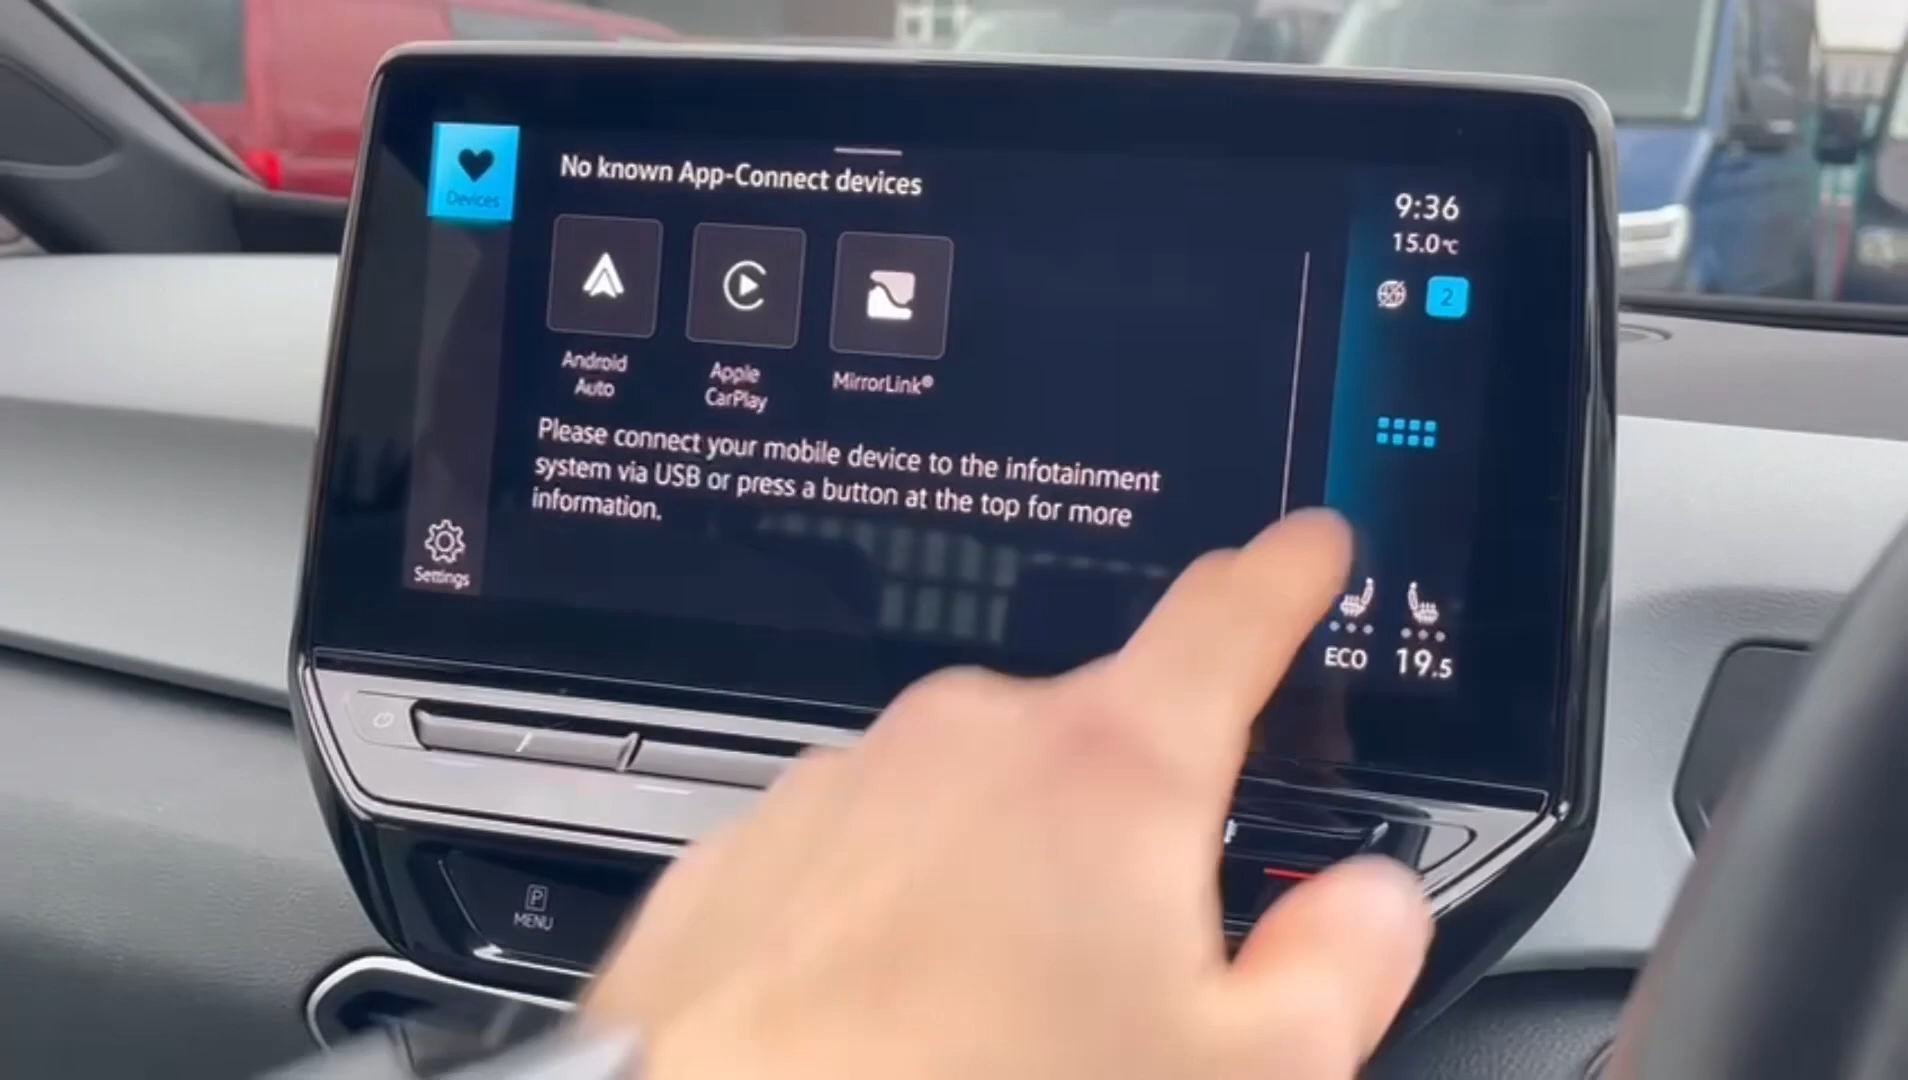 Devices
No known App-Connect devices
9:36
15.0°C
2
Android
Auto
Apple
CarPlay
MirrorLink®
Please connect your mobile device to the infotainment
system via USB or press a button at the top for more
information.
Settings
ECO
19.5
P
MENU